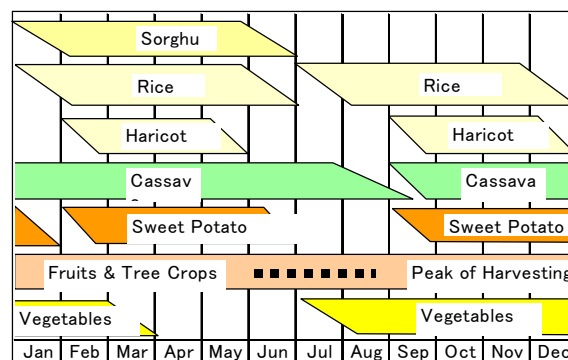 Sorghu
Rice Rice
Haricot Haricot
Cassav Cassava
Sweet Potato Sweet Potato
Fruits & Tree Crops Peak of Harvesting
Vegetables Vegetables
Jan Feb Mar Apr May Jun Jul Aug Sep Oct Nov Dec